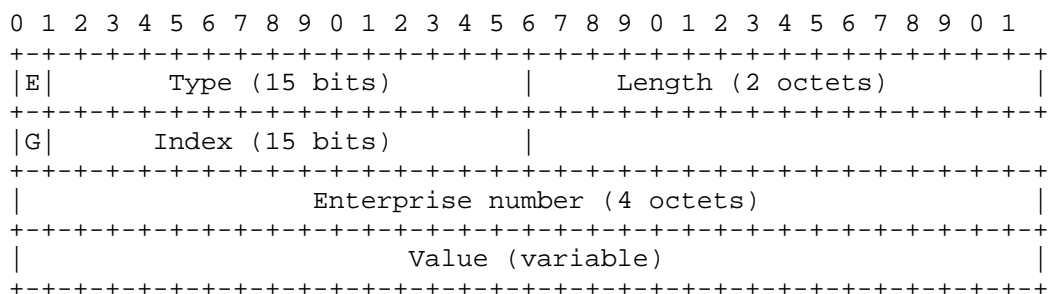 0 1 2 3 4 5 6 7 8 9 0 1 2 3 4 5 6 7 8 9 0 1 2 3 4 5 6 7 8 9 0 1
+-+-+-+-+-+-+-+-+-+-+-+-+-+-+-+-+-+-+-+-+-+-+-+-+-+-+-+-+-+-+-+-+
|E|       Type (15 bits)        |     Length (2 octets)         |
+-+-+-+-+-+-+-+-+-+-+-+-+-+-+-+-+-+-+-+-+-+-+-+-+-+-+-+-+-+-+-+-+
|G|      Index (15 bits)        |
+-+-+-+-+-+-+-+-+-+-+-+-+-+-+-+-+-+-+-+-+-+-+-+-+-+-+-+-+-+-+-+-+
|                  Enterprise number (4 octets)                 |
+-+-+-+-+-+-+-+-+-+-+-+-+-+-+-+-+-+-+-+-+-+-+-+-+-+-+-+-+-+-+-+-+
|                        Value (variable)                       |
+-+-+-+-+-+-+-+-+-+-+-+-+-+-+-+-+-+-+-+-+-+-+-+-+-+-+-+-+-+-+-+-+